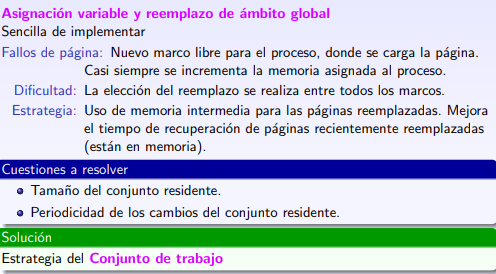 Asignación variable y reemplazo de ámbito global
Sencilla de implementar
Fallos de página: Nuevo marco libre para el proceso, donde se carga la página.
Casi siempre se incrementa la memoria asignada al proceso.
Dificultad: La elección del reemplazo se realiza entre todos los marcos.
Estrategia: Uso de memoria intermedia para las páginas reemplazadas. Mejora
el tiempo de recuperación de páginas recientemente reemplazadas
(están en memoria).
Cuestiones a resolver
Tamaño del conjunto residente.
Periodicidad de los cambios del conjunto residente.
Solución
Estrategia del Conjunto de trabajo